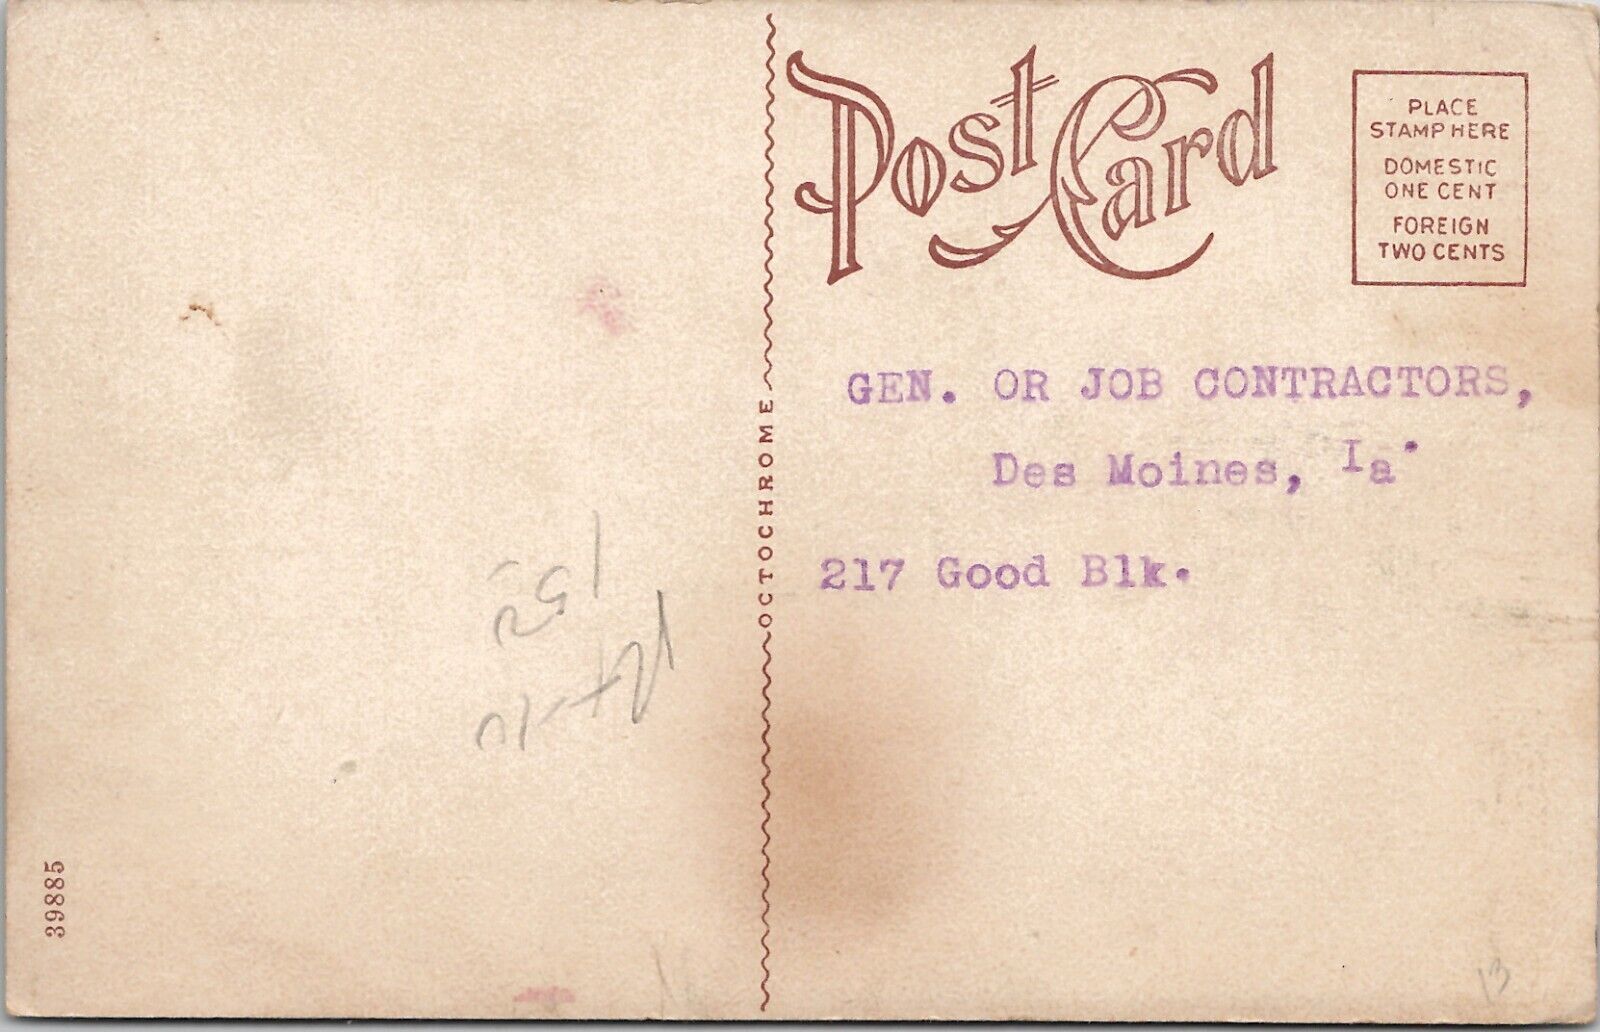 Post Card
PLACE
STAMP HERE
DOMESTIC
ONE CENT
FOREIGN
TWO CENTS
GEN. OR JOB CONTRACTORS,
Des Moines, Ia.
217 Good Blk.
OCTOCHROME
39885
13